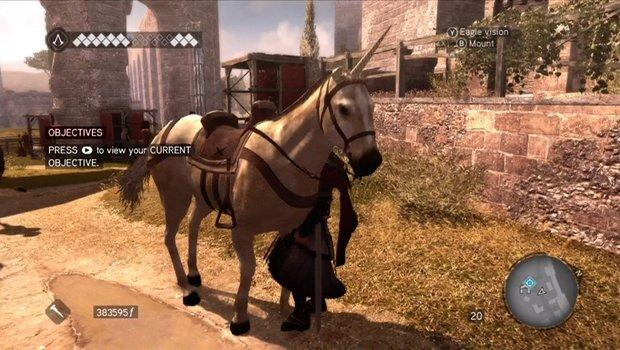 Ⓨ Eagle vision
Ⓑ Mount
OBJECTIVES
PRESS to view your CURRENT
OBJECTIVE.
N
383595 ƒ
20